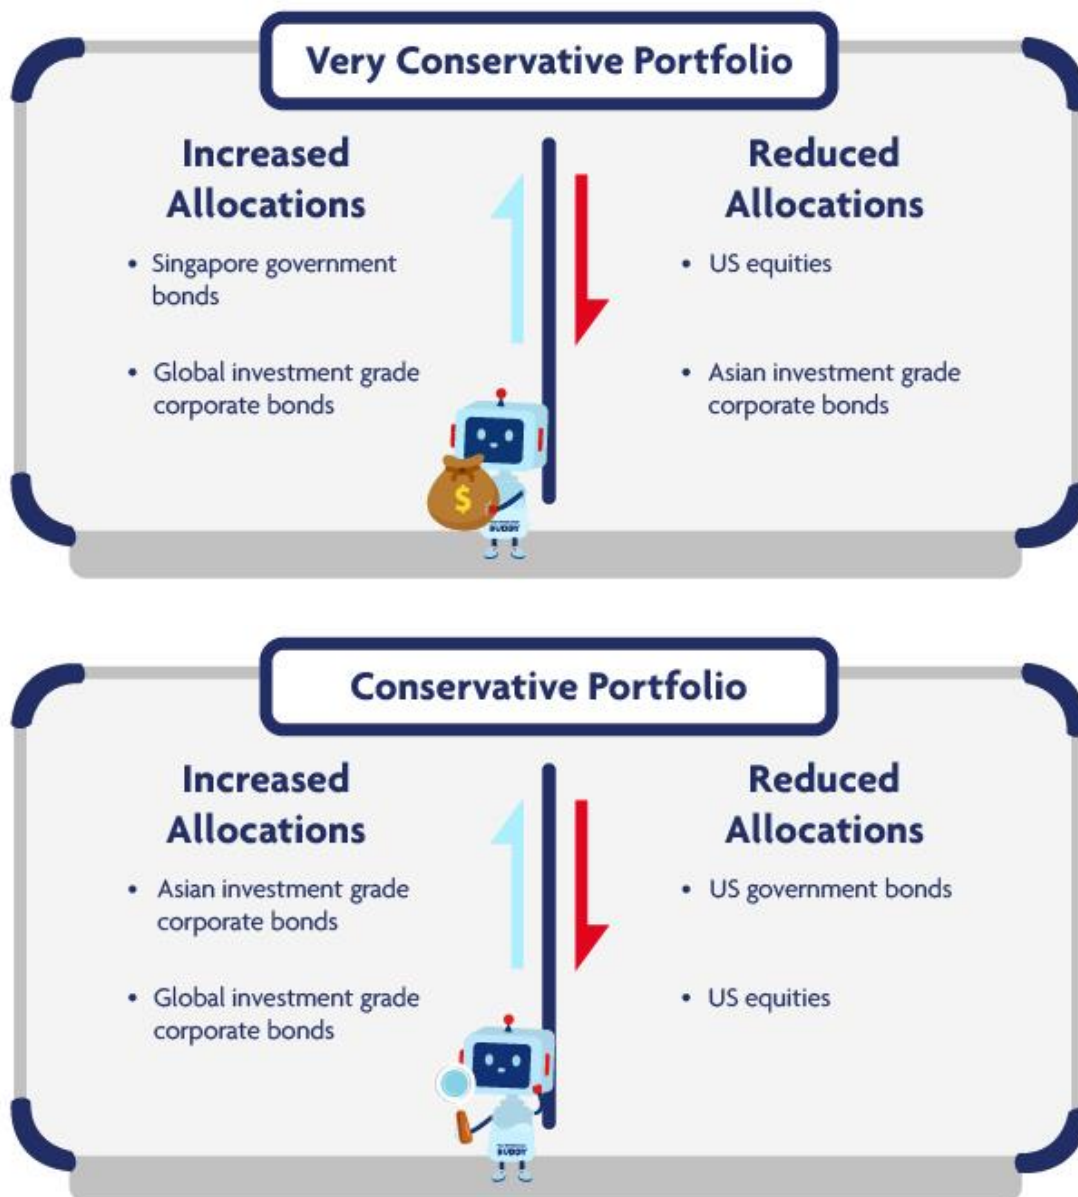 Very Conservative Portfolio
Increased
Allocations
• Singapore government
bonds
• Global investment grade
corporate bonds
Reduced
Allocations
• US equities
• Asian investment grade
corporate bonds
$
BUDDY
Conservative Portfolio
Increased
Allocations
• Asian investment grade
corporate bonds
• Global investment grade
corporate bonds
Reduced
Allocations
• US government bonds
• US equities
BUDDY